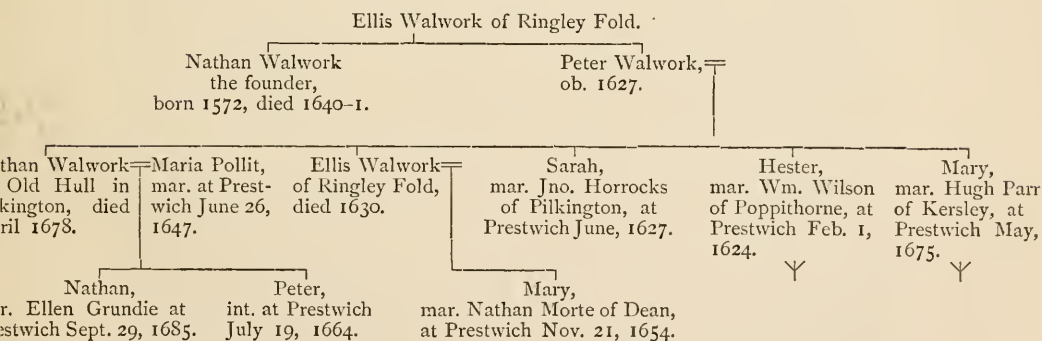 Ellis Walwork of Ringley Fold.
Nathan Walwork
the founder,
born 1572, died 1640-1.
Peter Walwork,
ob. 1627.
than Walwork
Old Hull in
kington, died
ril 1678.
Maria Pollit,
mar. at Prest-
wich June 26,
1647.
Ellis Walwork
of Ringley Fold,
died 1630.
Sarah,
mar. Jno. Horrocks
of Pilkington, at
Prestwich June, 1627.
Hester,
mar. Wm. Wilson
of Poppithorne, at
Prestwich Feb. 1,
1624.
Mary,
mar. Hugh Parr
of Kersley, at
Prestwich May,
1675.
Nathan,
r. Ellen Grundie at
estwich Sept. 29, 1685.
Peter,
int. at Prestwich
July 19, 1664.
Mary,
mar. Nathan Morte of Dean,
at Prestwich Nov. 21, 1654.